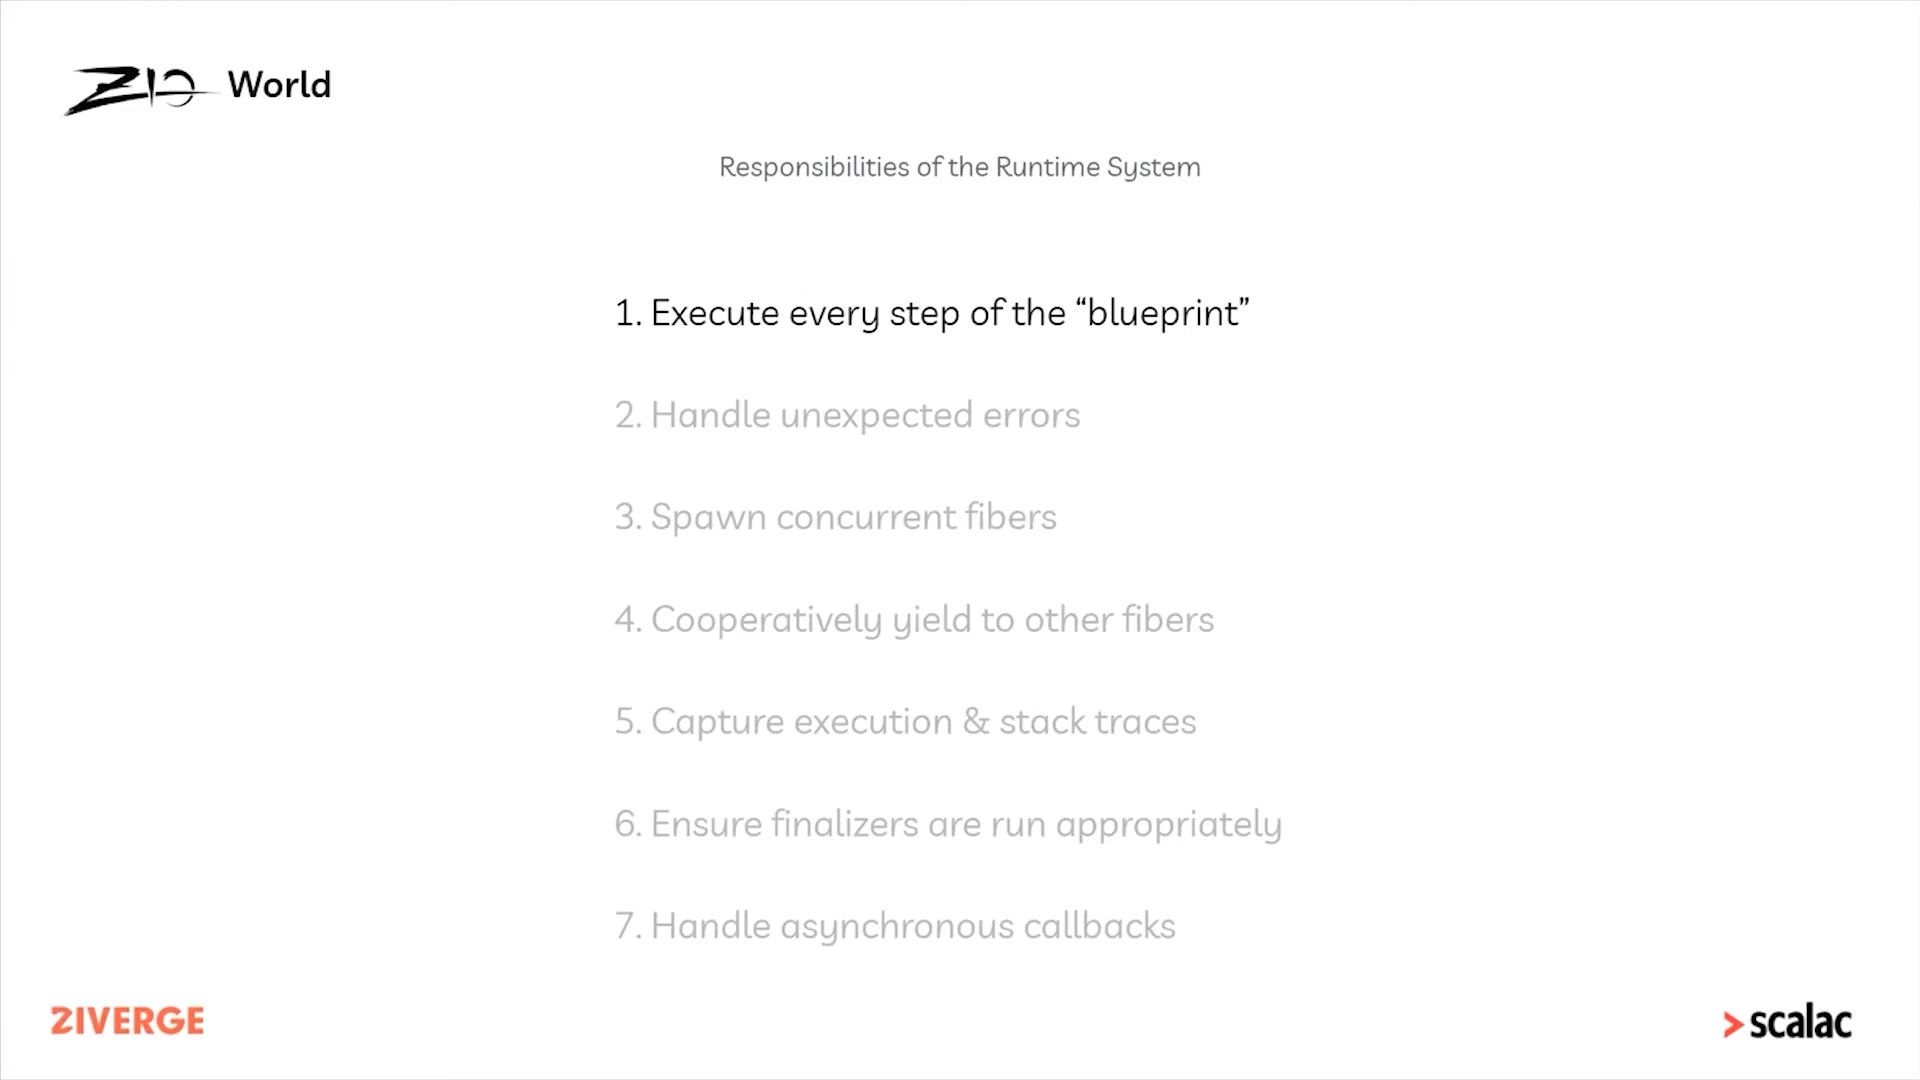 ZIO World
Responsibilities of the Runtime System
1. Execute every step of the “blueprint”
2. Handle unexpected errors
3. Spawn concurrent fibers
4. Cooperatively yield to other fibers
5. Capture execution & stack traces
6. Ensure finalizers are run appropriately
7. Handle asynchronous callbacks
ZIVERGE
scalac